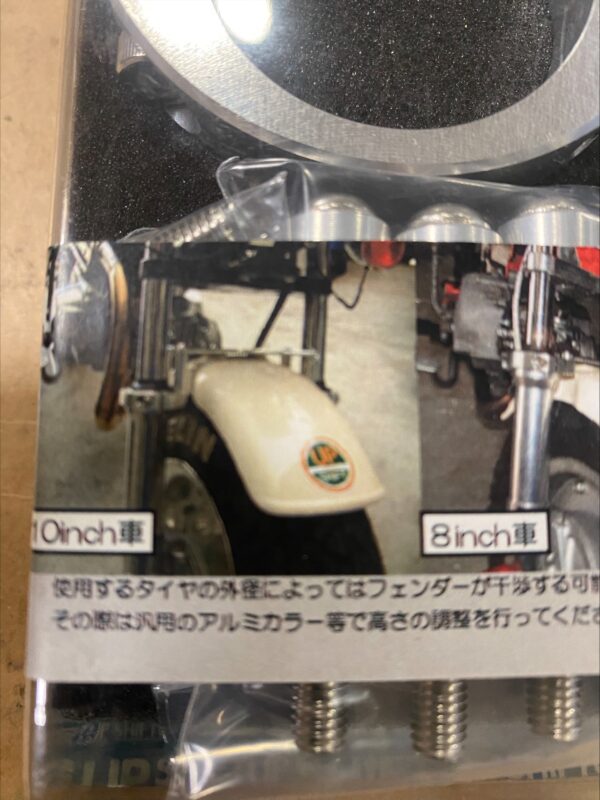 UP
10inch車
8inch車
使用するタイヤの外径によってはフェンダーが干渉する可
その際は汎用のアルミカラー等で高さの調整を行ってくださ